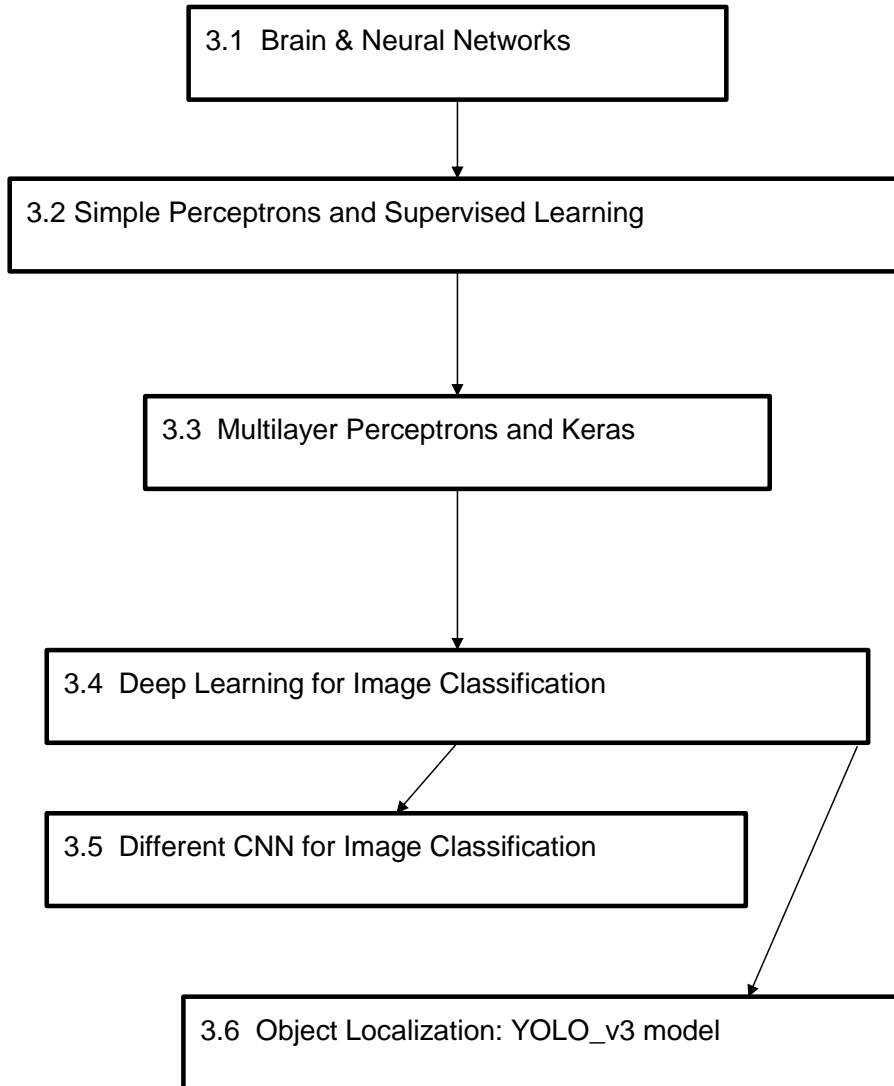 3.1  Brain & Neural Networks
3.2 Simple Perceptrons and Supervised Learning
3.3  Multilayer Perceptrons and Keras
3.4  Deep Learning for Image Classification
3.5  Different CNN for Image Classification
3.6  Object Localization: YOLO_v3 model